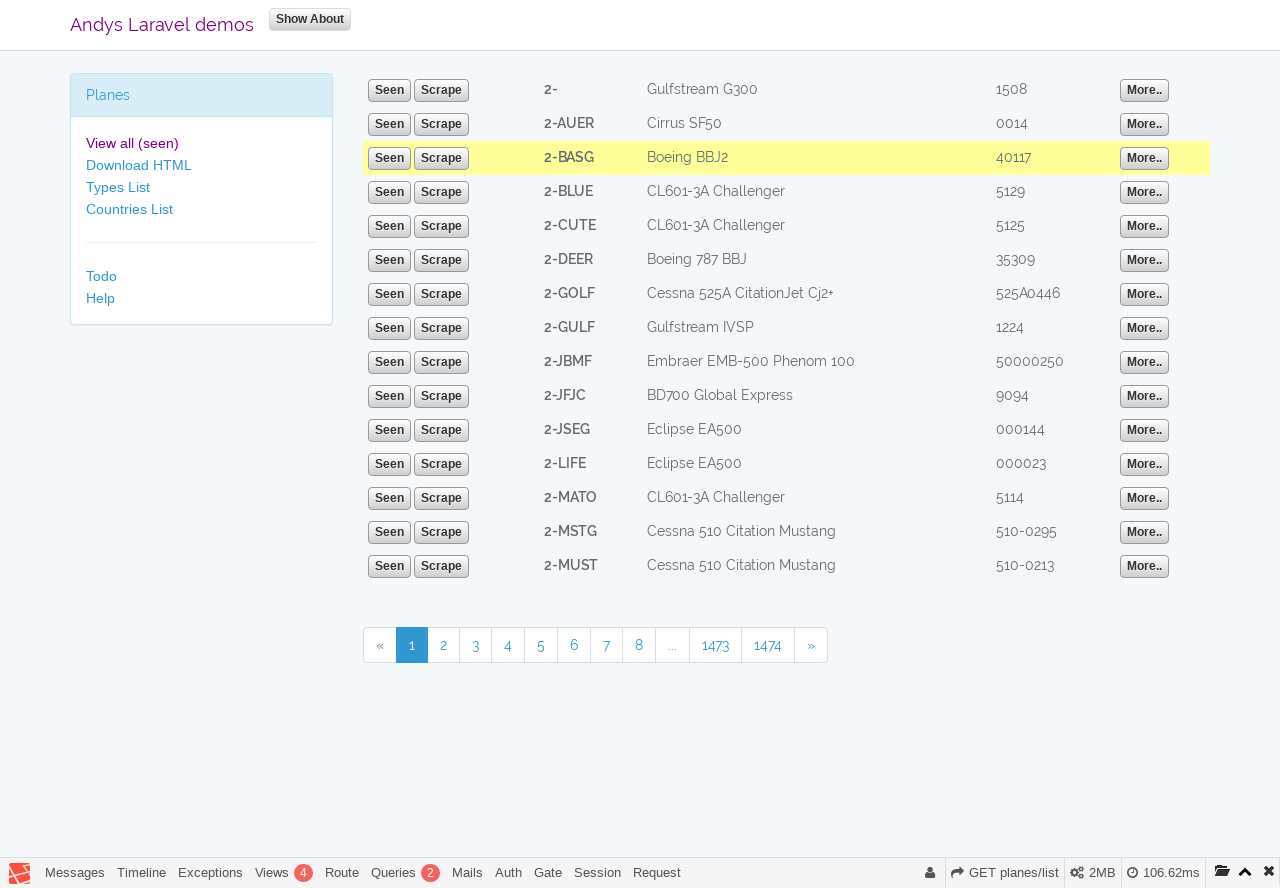 Andys Laravel demos Show About
Planes
View all (seen)
Download HTML
Types List
Countries List
Todo
Help
Seen Scrape 2- Gulfstream G300 1508 More..
Seen Scrape 2-AUER Cirrus SF50 0014 More..
Seen Scrape 2-BASG Boeing BBJ2 40117 More..
Seen Scrape 2-BLUE CL601-3A Challenger 5129 More..
Seen Scrape 2-CUTE CL601-3A Challenger 5125 More..
Seen Scrape 2-DEER Boeing 787 BBJ 35309 More..
Seen Scrape 2-GOLF Cessna 525A CitationJet Cj2+ 525A0446 More..
Seen Scrape 2-GULF Gulfstream IVSP 1224 More..
Seen Scrape 2-JBMF Embraer EMB-500 Phenom 100 50000250 More..
Seen Scrape 2-JFJC BD700 Global Express 9094 More..
Seen Scrape 2-JSEG Eclipse EA500 000144 More..
Seen Scrape 2-LIFE Eclipse EA500 000023 More..
Seen Scrape 2-MATO CL601-3A Challenger 5114 More..
Seen Scrape 2-MSTG Cessna 510 Citation Mustang 510-0295 More..
Seen Scrape 2-MUST Cessna 510 Citation Mustang 510-0213 More..
« 1 2 3 4 5 6 7 8 ... 1473 1474 »
Messages Timeline Exceptions Views 4 Route Queries 2 Mails Auth Gate Session Request GET planes/list 2MB 106.62ms